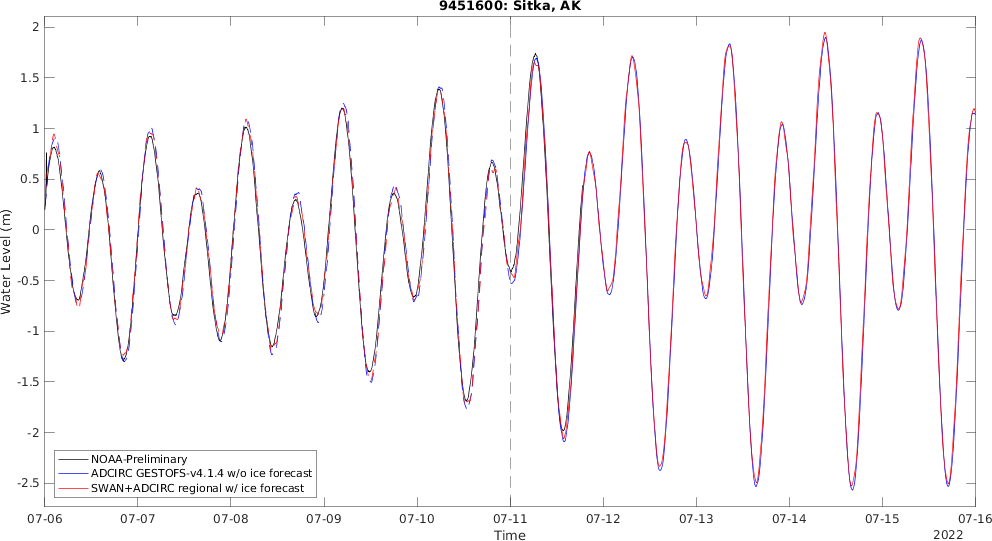 9451600: Sitka, AK
Water Level (m)
2
1.5
1
0.5
0
-0.5
-1
-1.5
-2
-2.5
NOAA-Preliminary
ADCIRC GESTOFS-v4.1.4 w/o ice forecast
SWAN+ADCIRC regional w/ ice forecast
07-06 07-07 07-08 07-09 07-10 07-11 07-12 07-13 07-14 07-15 07-16
Time
2022